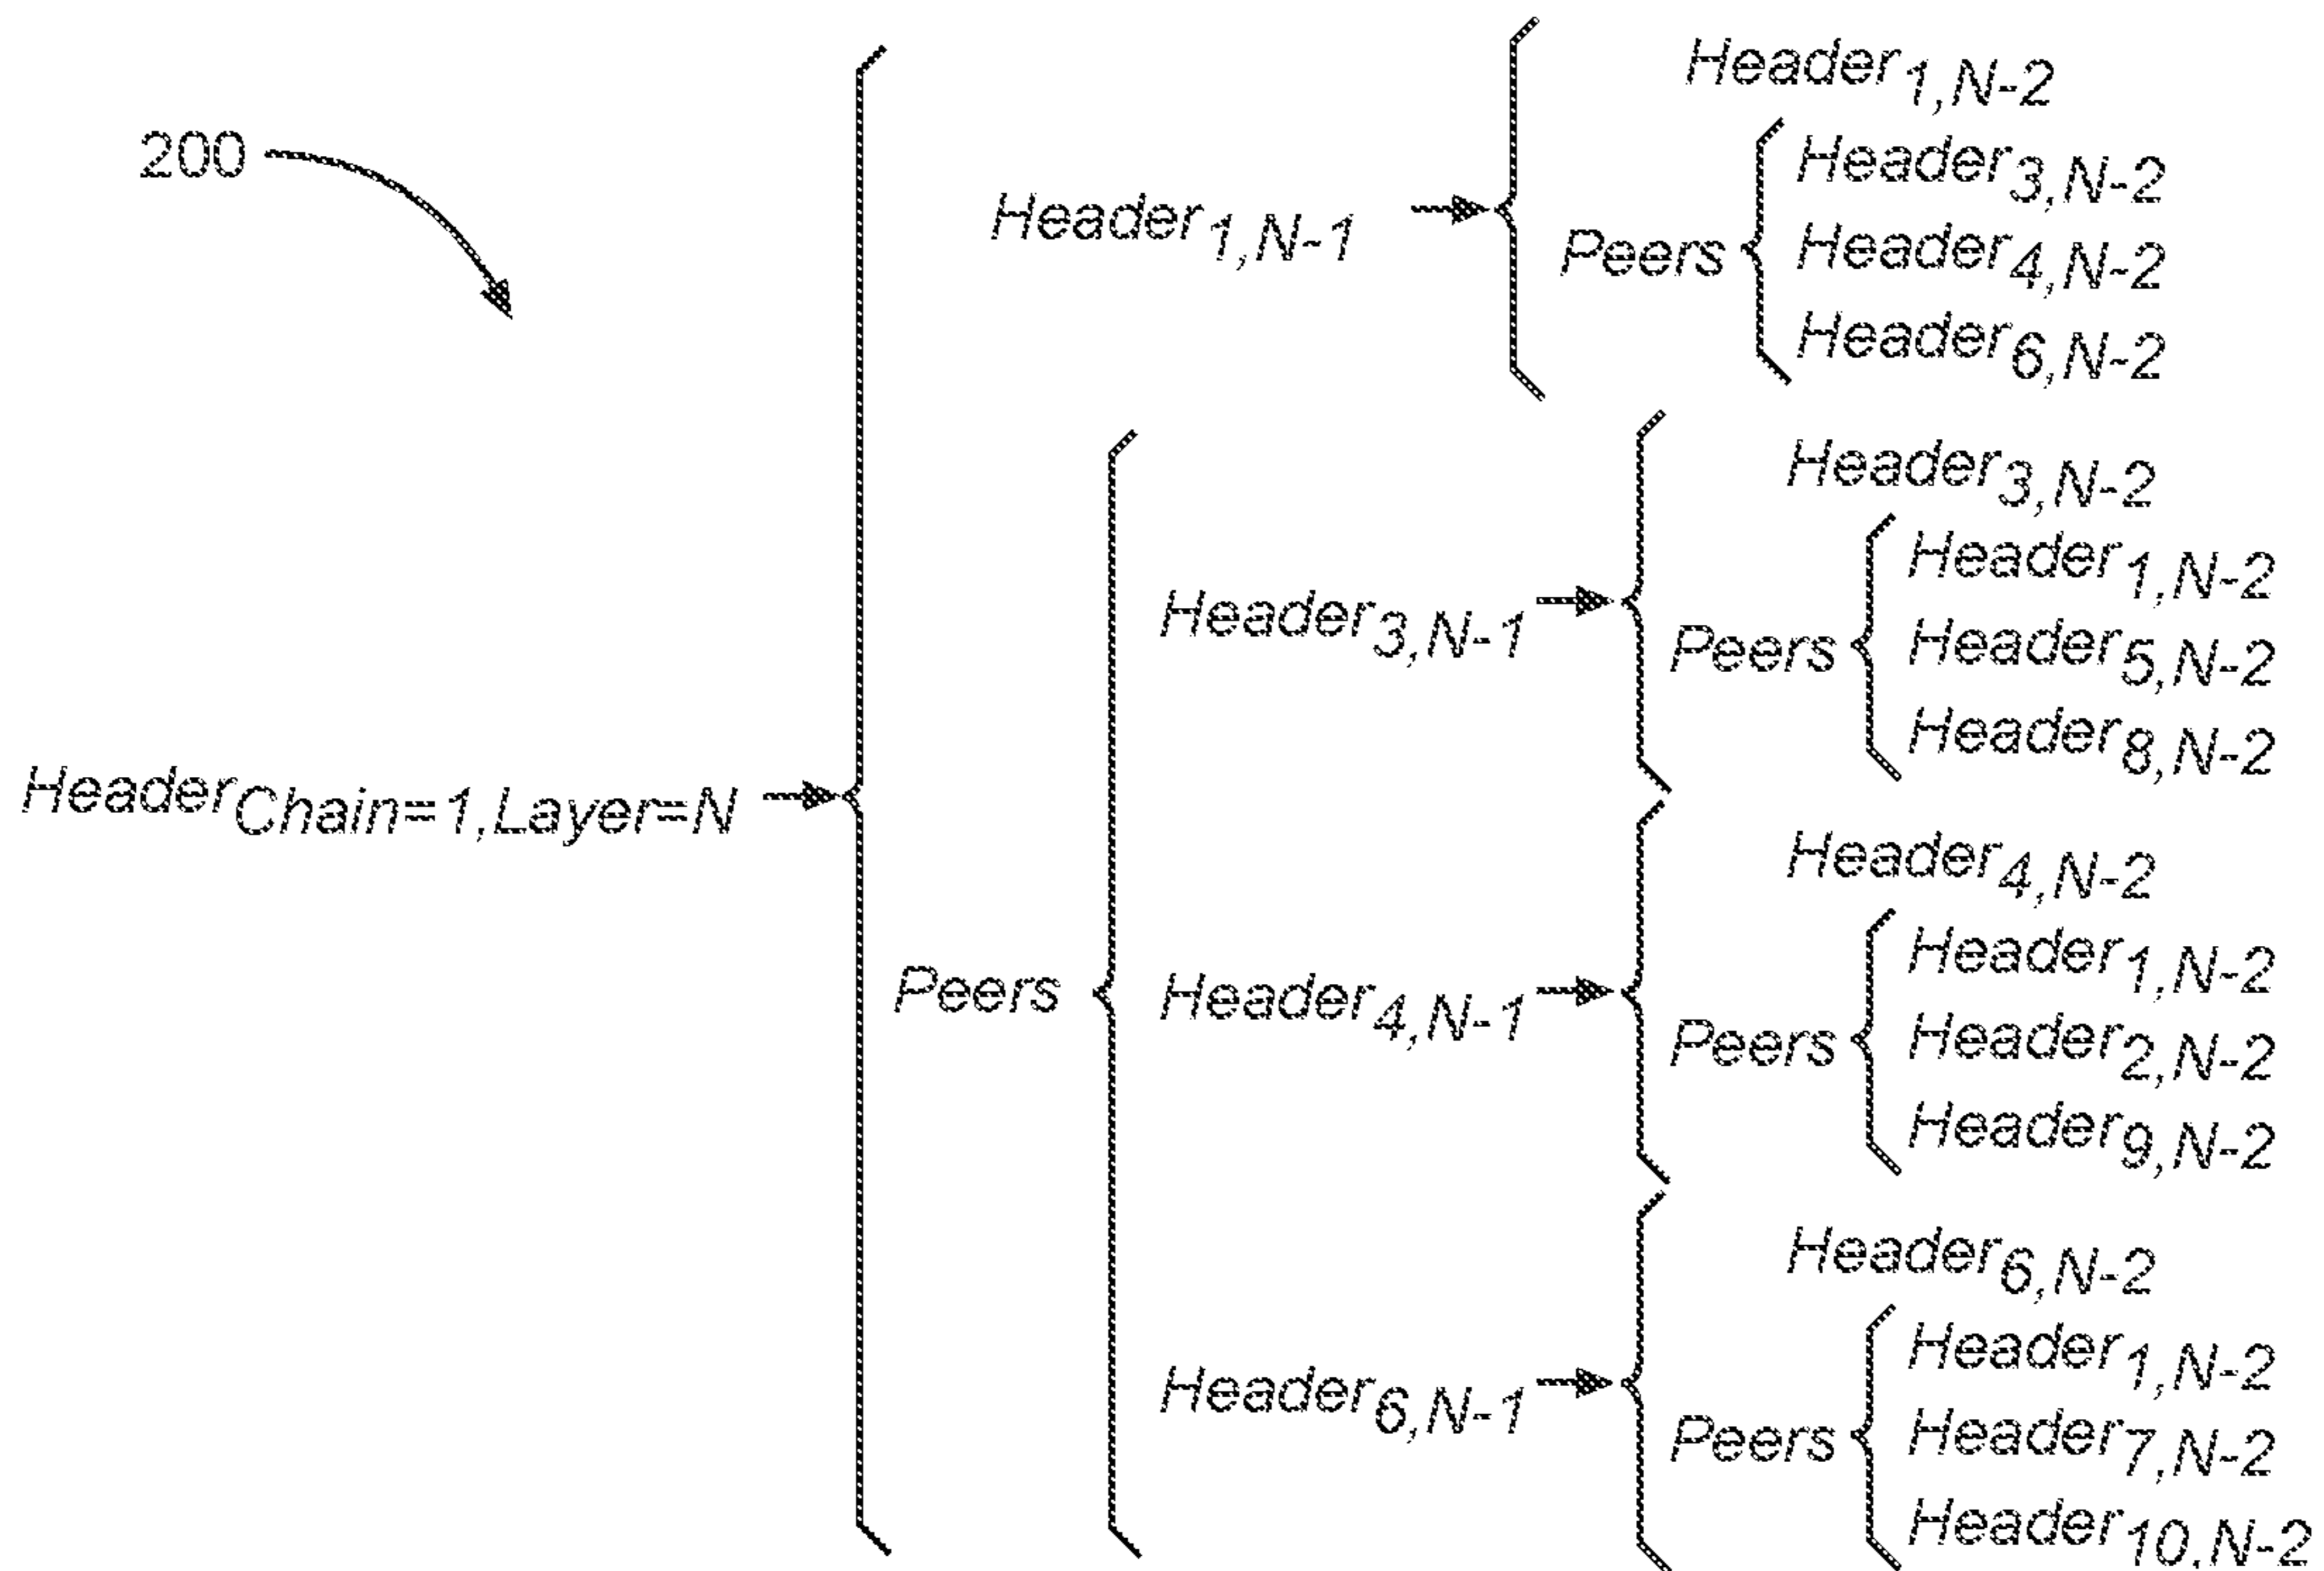 200
Header1,N-2
Header3,N-2
Header1,N-1
Peers
Header4,N-2
Header6,N-2
Header3,N-2
Header1,N-2
Header3,N-1
Peers
Header5,N-2
Header8,N-2
HeaderChain=1,Layer=N
Header4,N-2
Header1,N-2
Peers
Header4,N-1
Peers
Header2,N-2
Header9,N-2
Header6,N-2
Header1,N-2
Header6,N-1
Peers
Header7,N-2
Header10,N-2